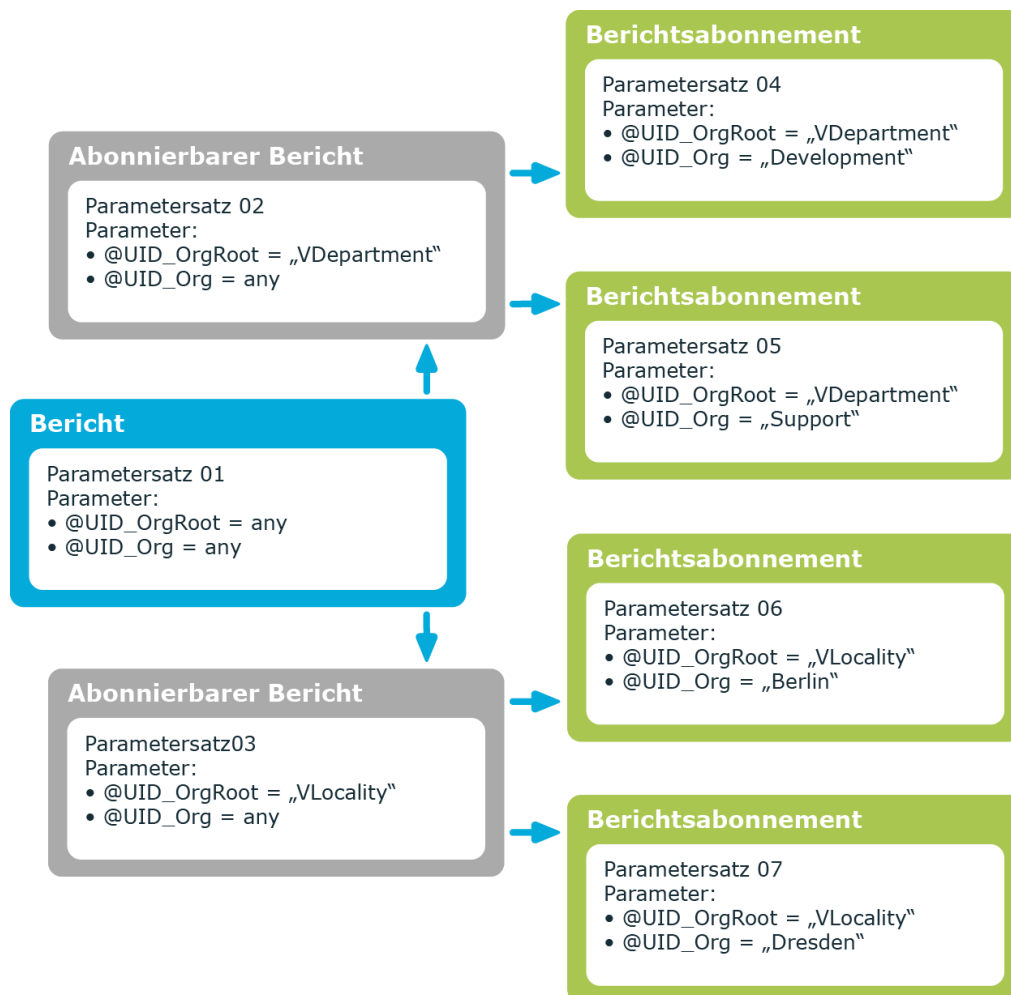 Berichtsabonnement
Parametersatz 04
Parameter:
• @UID_OrgRoot = „VDepartment“
• @UID_Org = „Development“
Abonnierbarer Bericht
Parametersatz 02
Parameter:
• @UID_OrgRoot = „VDepartment“
• @UID_Org = any
Berichtsabonnement
Parametersatz 05
Parameter:
• @UID_OrgRoot = „VDepartment“
• @UID_Org = „Support“
Bericht
Parametersatz 01
Parameter:
• @UID_OrgRoot = any
• @UID_Org = any
Berichtsabonnement
Parametersatz 06
Parameter:
• @UID_OrgRoot = „VLocality“
• @UID_Org = „Berlin“
Abonnierbarer Bericht
Parametersatz03
Parameter:
• @UID_OrgRoot = „VLocality“
• @UID_Org = any
Berichtsabonnement
Parametersatz 07
Parameter:
• @UID_OrgRoot = „VLocality“
• @UID_Org = „Dresden“